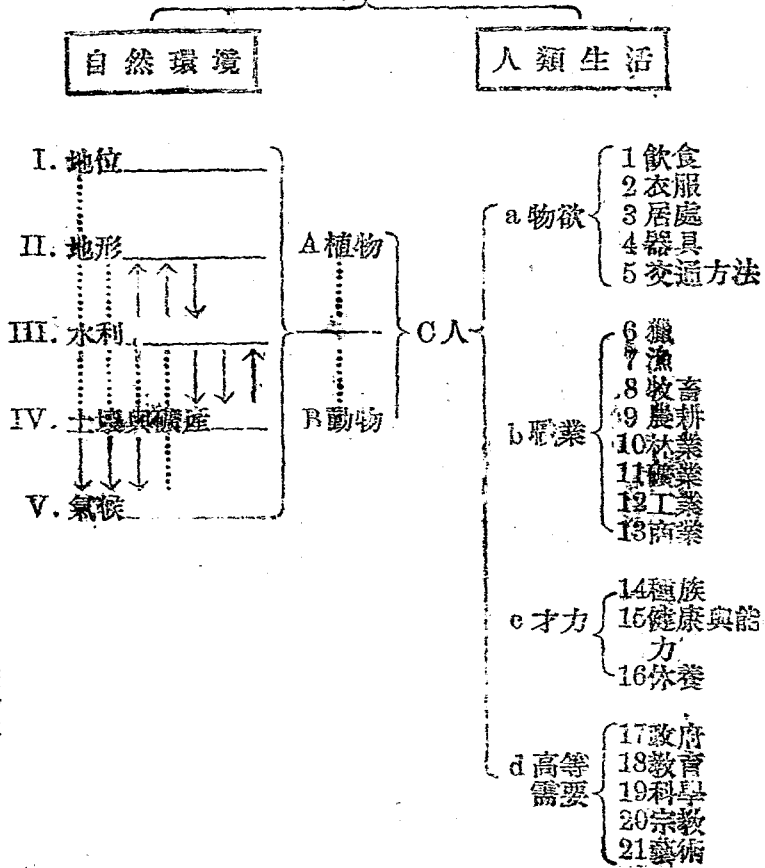 自然環境
人類生活
I. 地位
II. 地形
III. 水利
IV. 土壤與礦産
V. 氣候
A 植物
B 動物
C 人
a 物欲
1 飲食
2 衣服
3 居處
4 器具
5 交通方法
b 職業
6 獵
7 漁
8 牧畜
9 農耕
10 林業
11 礦業
12 工業
13 商業
c 才力
14 種族
15 健康與能
力
16 休養
d 高等
需要
17 政府
18 教育
19 科學
20 宗教
21 藝術